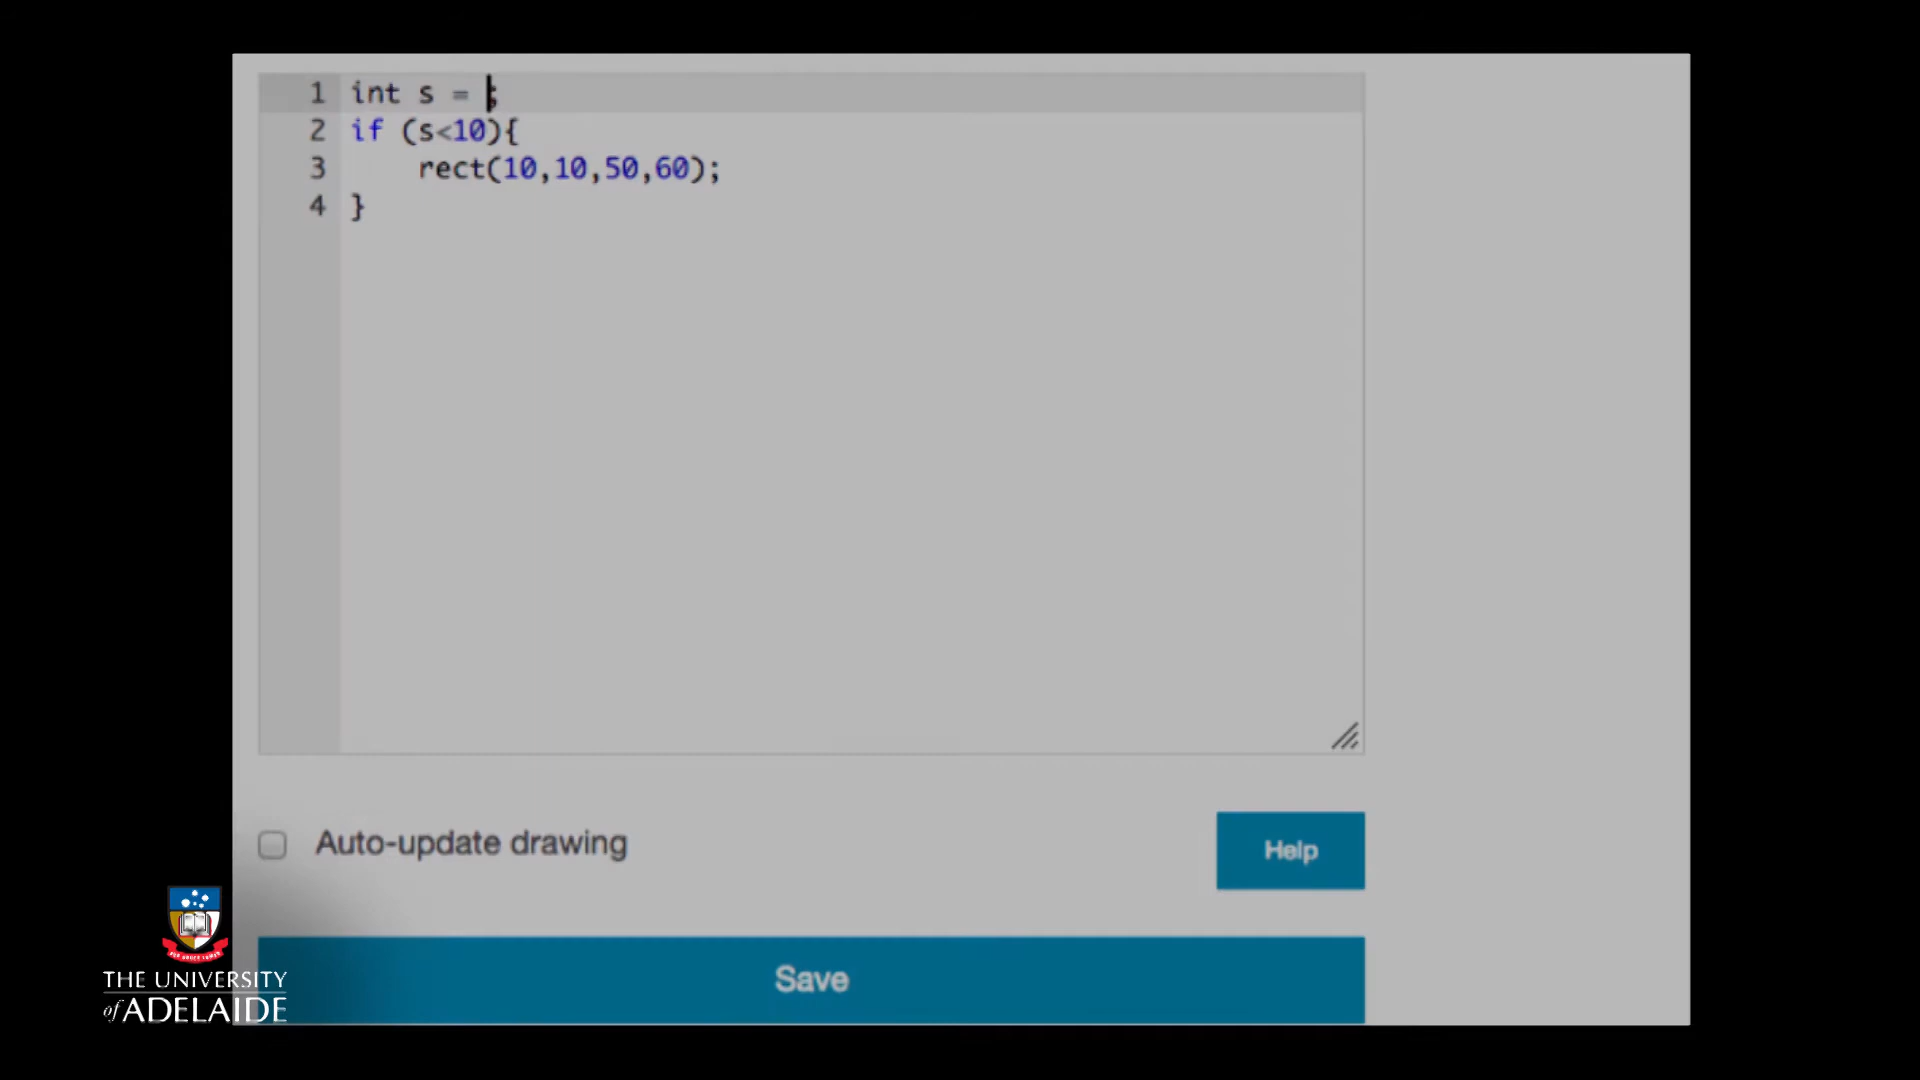 1 int s = ;
2 if (s<10){
3 rect(10,10,50,60);
4 }
Auto-update drawing
Help
Save
THE UNIVERSITY
of ADELAIDE